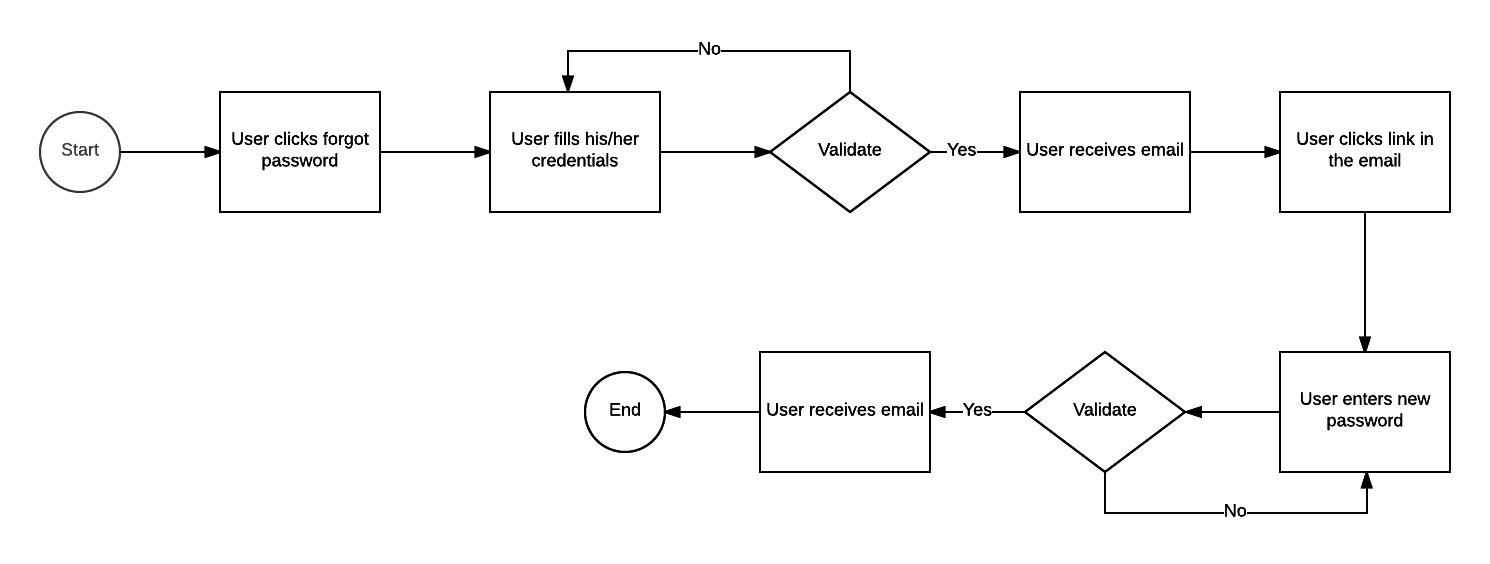 No
Start
User clicks forgot
password
User fills his/her
credentials
Validate
Yes
User receives email
User clicks link in
the email
End
User receives email
Yes
Validate
User enters new
password
No